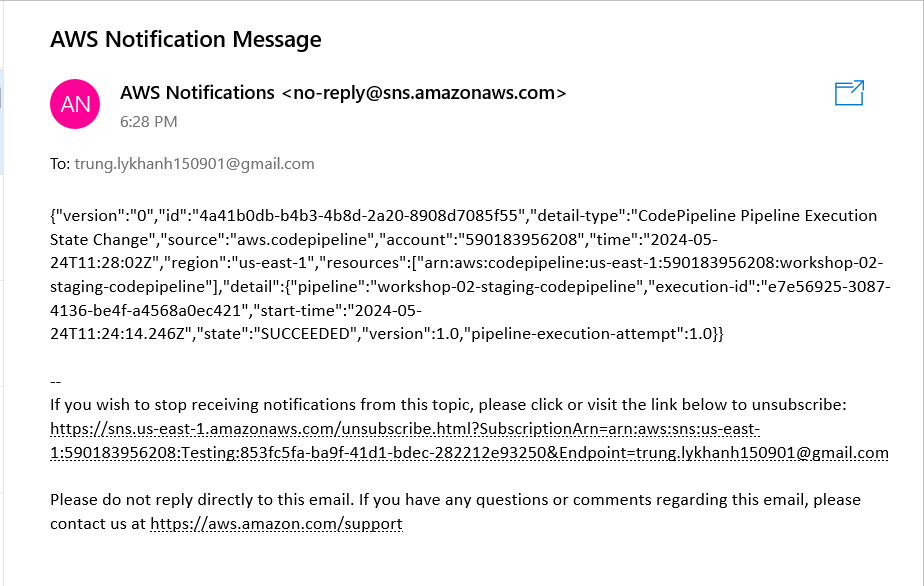 AWS Notification Message
AN
AWS Notifications <no-reply@sns.amazonaws.com>
6:28 PM
To: trung.lykhanh150901@gmail.com
{"version":"0","id":"4a41b0db-b4b3-4b8d-2a20-8908d7085f55","detail-type":"CodePipeline Pipeline Execution
State Change","source":"aws.codepipeline","account":"590183956208","time":"2024-05-
24T11:28:02Z","region":"us-east-1","resources":["arn:aws:codepipeline:us-east-1:590183956208:workshop-02-
staging-codepipeline"],"detail":{"pipeline":"workshop-02-staging-codepipeline","execution-id":"e7e56925-3087-
4136-be4f-a4568a0ec421","start-time":"2024-05-
24T11:24:14.246Z","state":"SUCCEEDED","version":1.0,"pipeline-execution-attempt":1.0}}
--
If you wish to stop receiving notifications from this topic, please click or visit the link below to unsubscribe:
https://sns.us-east-1.amazonaws.com/unsubscribe.html?SubscriptionArn=arn:aws:sns:us-east-
1:590183956208:Testing:853fc5fa-ba9f-41d1-bdec-282212e93250&Endpoint=trung.lykhanh150901@gmail.com
Please do not reply directly to this email. If you have any questions or comments regarding this email, please
contact us at https://aws.amazon.com/support